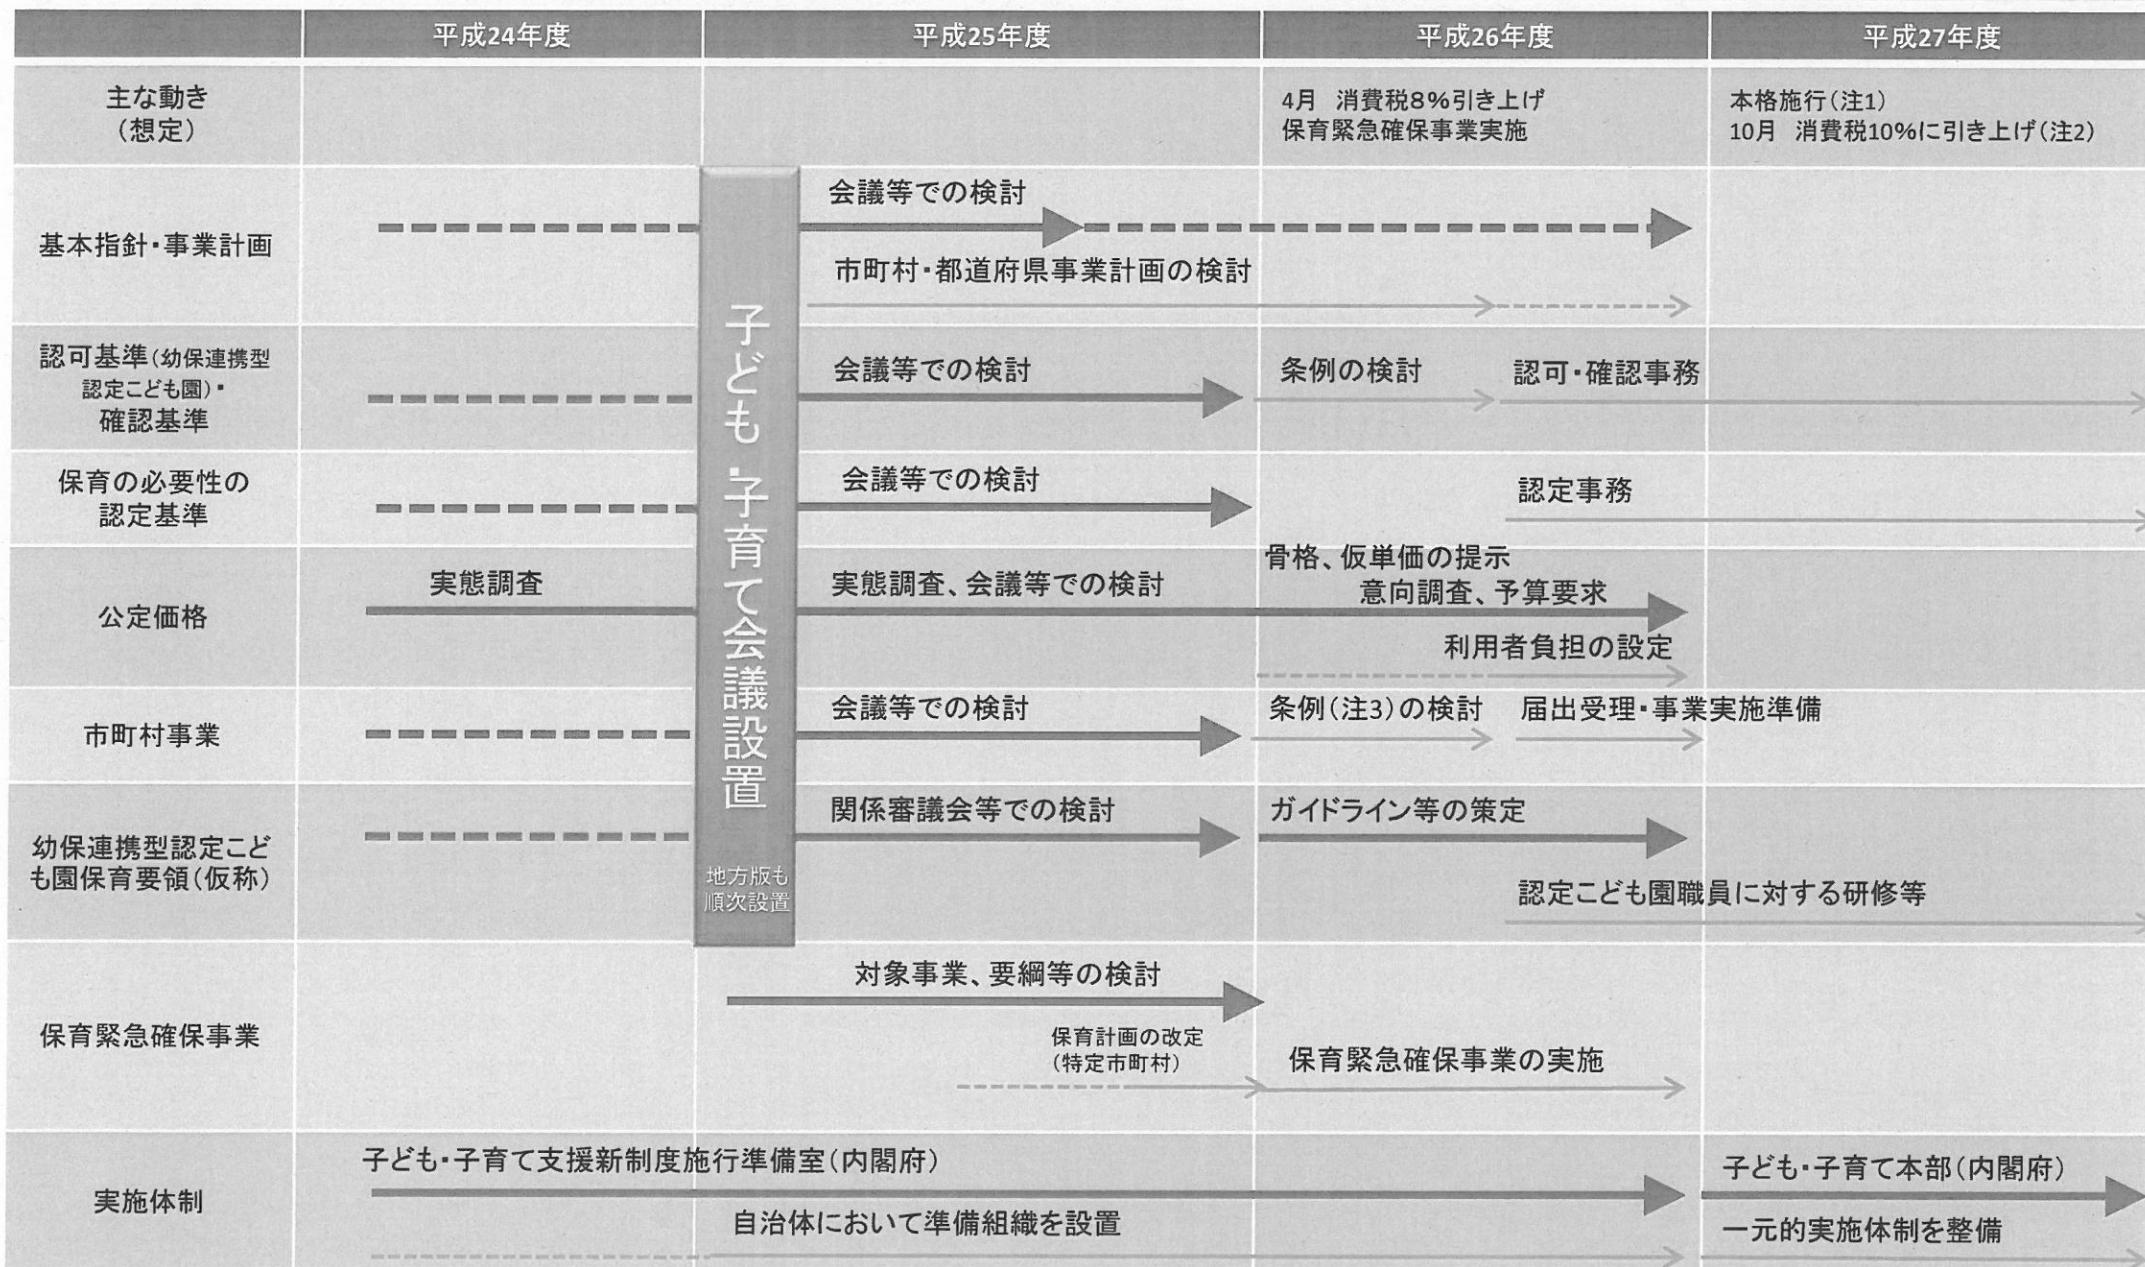 平成24年度
平成25年度
平成26年度
平成27年度
主な動き
(想定)
4月 消費税8%引き上げ
保育緊急確保事業実施
本格施行(注1)
10月 消費税10%に引き上げ(注2)
子ども・子育て会議設置
地方版も
順次設置
基本指針・事業計画
会議等での検討
市町村・都道府県事業計画の検討
認可基準(幼保連携型
認定こども園)・
確認基準
会議等での検討
条例の検討
認可・確認事務
保育の必要性の
認定基準
会議等での検討
認定事務
公定価格
実態調査
実態調査、会議等での検討
骨格、仮単価の提示
意向調査、予算要求
利用者負担の設定
市町村事業
会議等での検討
条例(注3)の検討
届出受理・事業実施準備
幼保連携型認定こど
も園保育要領(仮称)
関係審議会等での検討
ガイドライン等の策定
認定こども園職員に対する研修等
保育緊急確保事業
対象事業、要綱等の検討
保育計画の改定
(特定市町村)
保育緊急確保事業の実施
実施体制
子ども・子育て支援新制度施行準備室(内閣府)
子ども・子育て本部(内閣府)
自治体において準備組織を設置
一元的実施体制を整備